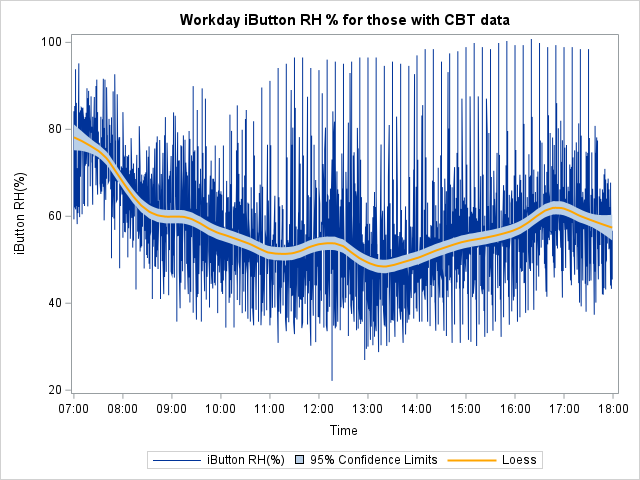 Workday iButton RH % for those with CBT data
100
80
60
40
20
iButton RH(%)
07:00 08:00 09:00 10:00 11:00 12:00 13:00 14:00 15:00 16:00 17:00 18:00
Time
iButton RH(%) 95% Confidence Limits Loess